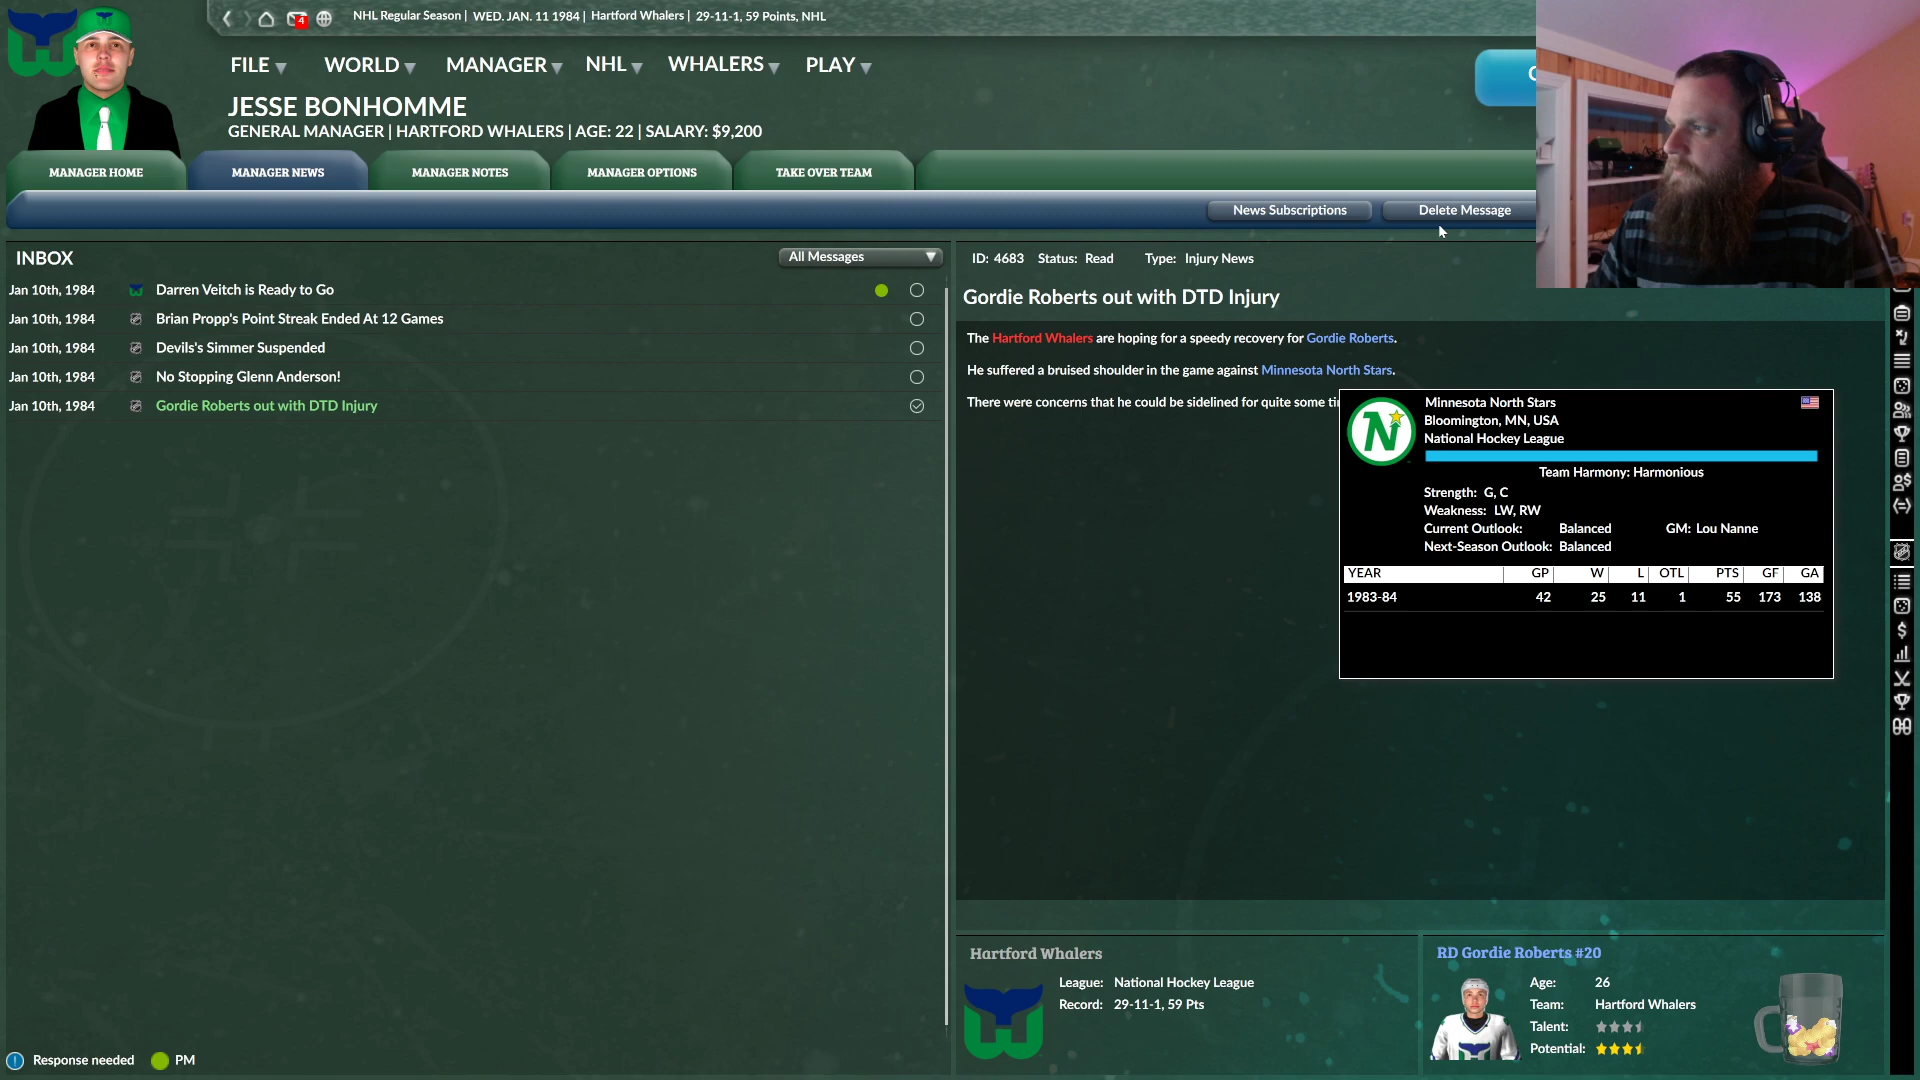 4
NHL Regular Season | WED. JAN. 11 1984 | Hartford Whalers | 29-11-1, 59 Points, NHL
FILE WORLD MANAGER NHL WHALERS PLAY
JESSE BONHOMME
GENERAL MANAGER | HARTFORD WHALERS | AGE: 22 | SALARY: $9,200
MANAGER HOME MANAGER NEWS MANAGER NOTES MANAGER OPTIONS TAKE OVER TEAM
News Subscriptions Delete Message
INBOX All Messages
Jan 10th, 1984 Darren Veitch is Ready to Go
Jan 10th, 1984 Brian Propp's Point Streak Ended At 12 Games
Jan 10th, 1984 Devils's Simmer Suspended
Jan 10th, 1984 No Stopping Glenn Anderson!
Jan 10th, 1984 Gordie Roberts out with DTD Injury
Response needed PM
ID: 4683 Status: Read Type: Injury News
Gordie Roberts out with DTD Injury
The Hartford Whalers are hoping for a speedy recovery for Gordie Roberts.
He suffered a bruised shoulder in the game against Minnesota North Stars.
There were concerns that he could be sidelined for quite some
Minnesota North Stars
Bloomington, MN, USA
National Hockey League
Team Harmony: Harmonious
Strength: G, C
Weakness: LW, RW
Current Outlook: Balanced GM: Lou Nanne
Next-Season Outlook: Balanced
YEAR GP W L OTL PTS GF GA
1983-84 42 25 11 1 55 173 138
Hartford Whalers
League: National Hockey League
Record: 29-11-1, 59 Pts
RD Gordie Roberts #20
Age: 26
Team: Hartford Whalers
Talent:
Potential: